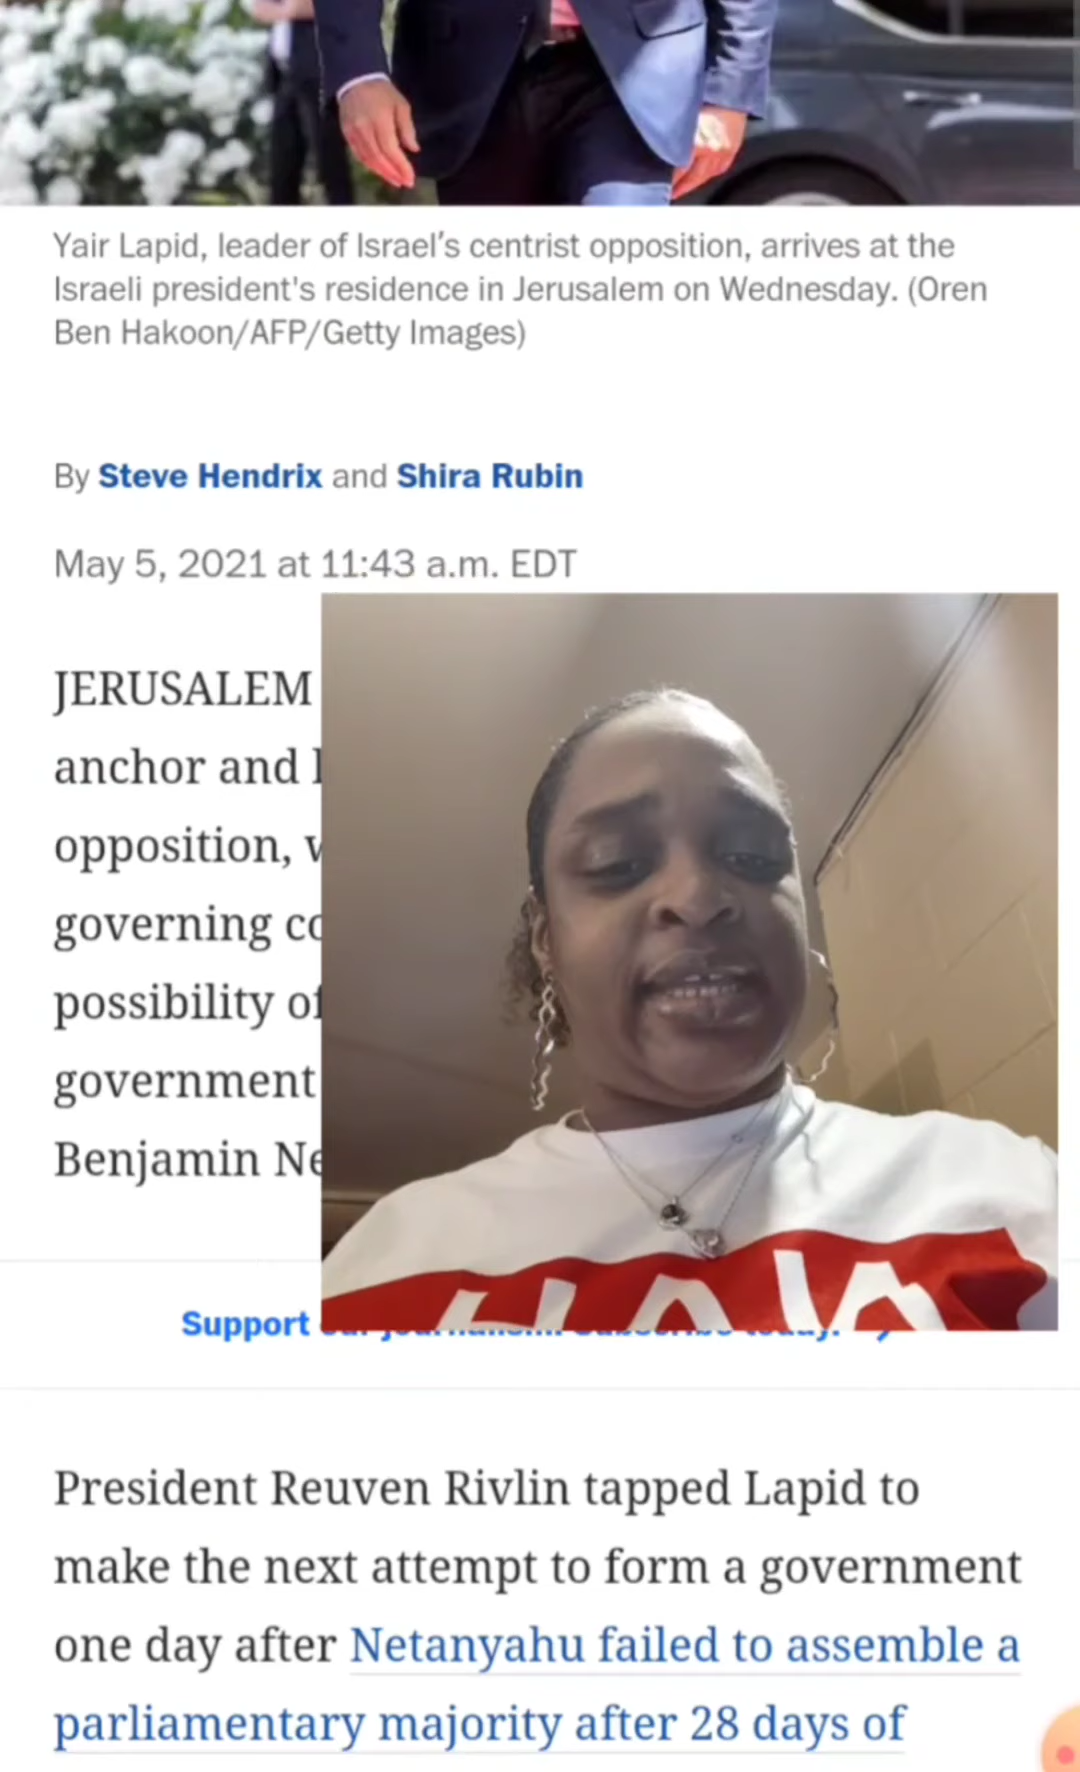 Yair Lapid, leader of Israel's centrist opposition, arrives at the
Israeli president's residence in Jerusalem on Wednesday. (Oren
Ben Hakoon/AFP/Getty Images)
By Steve Hendrix and Shira Rubin
May 5, 2021 at 11:43 a.m. EDT
JERUSALEM
anchor and
opposition,
governing
possibility
government
Benjamin
Support
President Reuven Rivlin tapped Lapid to
make the next attempt to form a government
one day after Netanyahu failed to assemble a
parliamentary majority after 28 days of